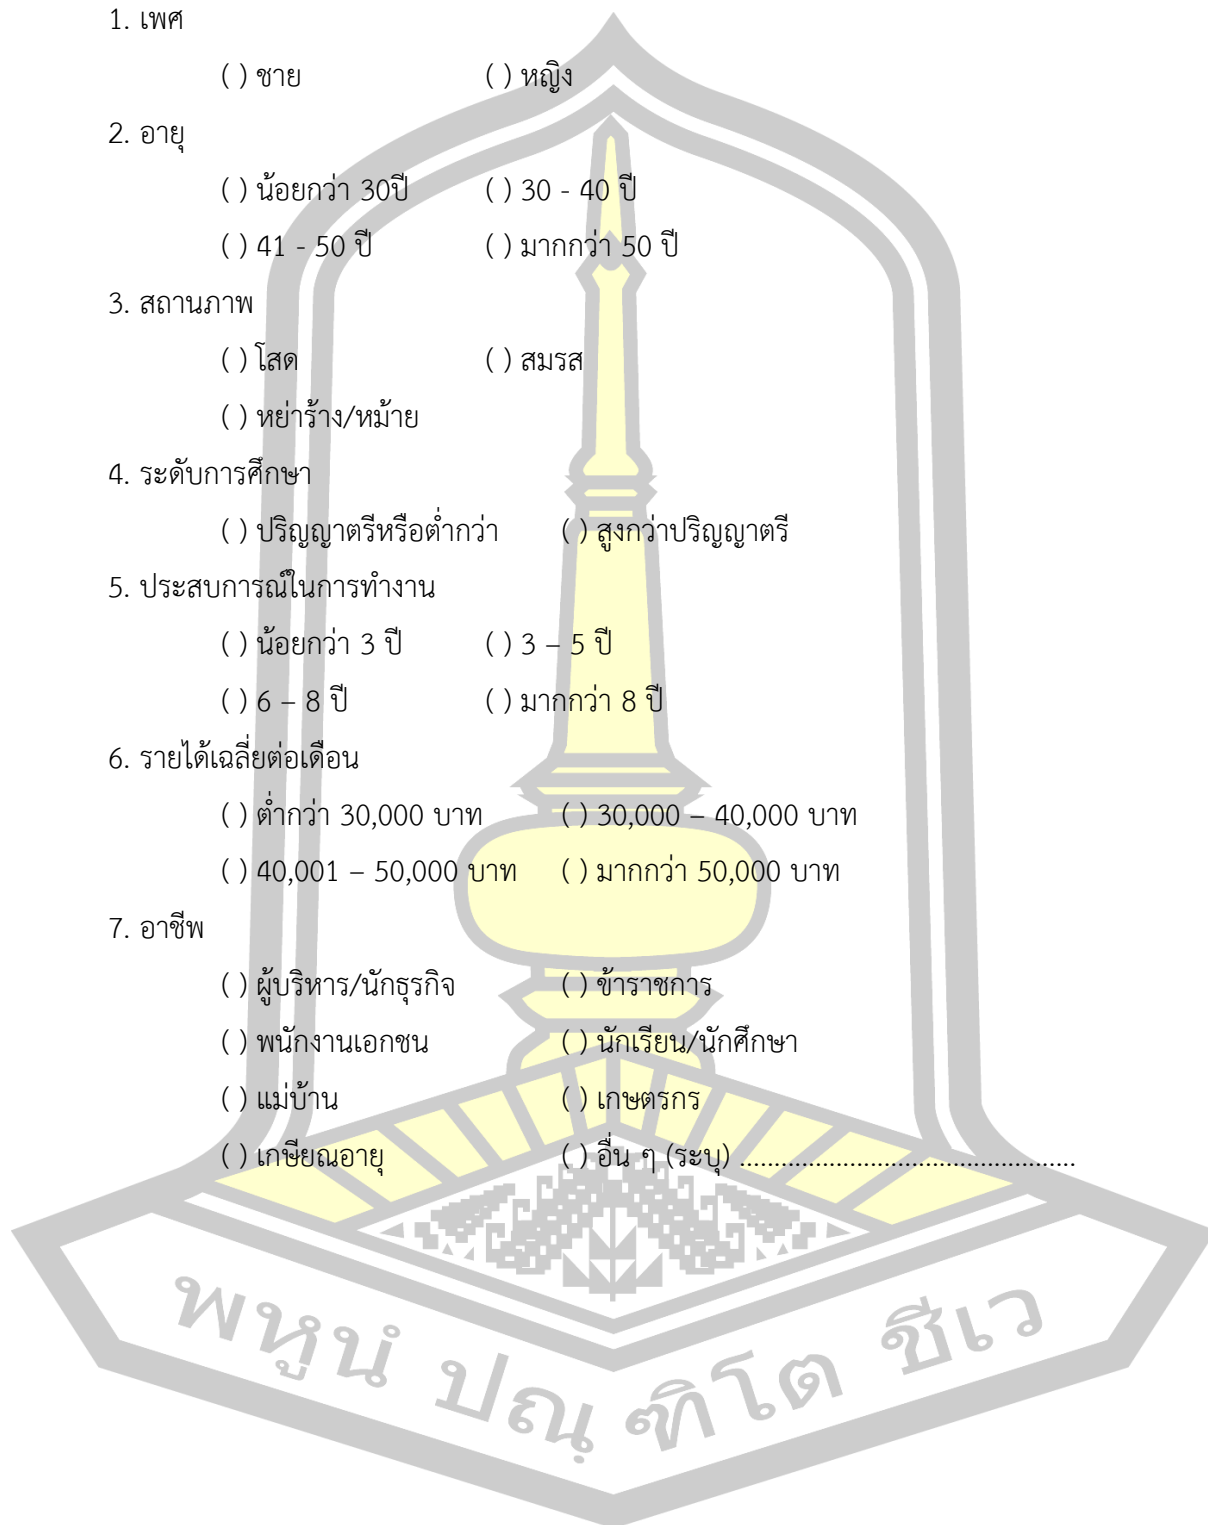 1. เพศ
( ) ชาย ( ) หญิง
2. อายุ
( ) น้อยกว่า 30ปี ( ) 30 - 40 ปี
( ) 41 - 50 ปี ( ) มากกว่า 50 ปี
3. สถานภาพ
( ) โสด ( ) สมรส
( ) หย่าร้าง/หม้าย
4. ระดับการศึกษา
( ) ปริญญาตรีหรือต่ำกว่า ( ) สูงกว่าปริญญาตรี
5. ประสบการณ์ในการทำงาน
( ) น้อยกว่า 3 ปี ( ) 3 – 5 ปี
( ) 6 – 8 ปี ( ) มากกว่า 8 ปี
6. รายได้เฉลี่ยต่อเดือน
( ) ต่ำกว่า 30,000 บาท ( ) 30,000 – 40,000 บาท
( ) 40,001 – 50,000 บาท ( ) มากกว่า 50,000 บาท
7. อาชีพ
( ) ผู้บริหาร/นักธุรกิจ ( ) ข้าราชการ
( ) พนักงานเอกชน ( ) นักเรียน/นักศึกษา
( ) แม่บ้าน ( ) เกษตรกร
( ) เกษียณอายุ ( ) อื่น ๆ (ระบุ) .................................................
พหูนํ ปณฺ ฑิโต ชีเว